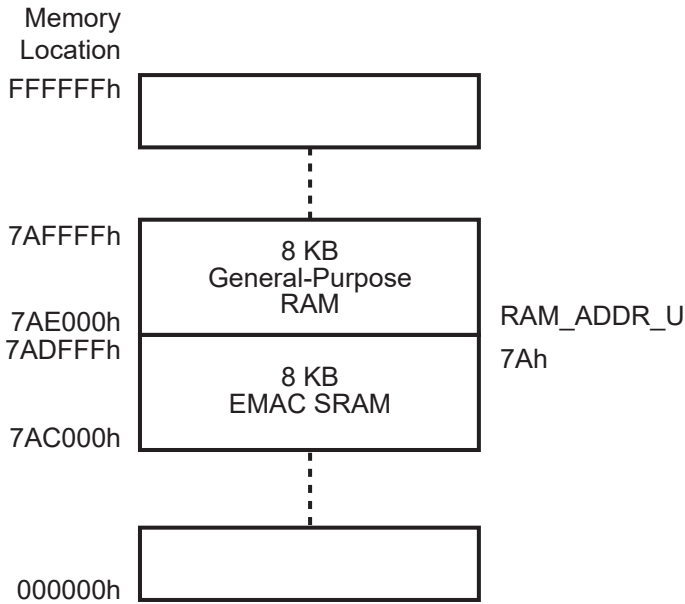 Memory
Location
FFFFFFh
7AFFFFh
8 KB
General-Purpose
RAM
7AE000h
RAM_ADDR_U
7ADFFFh
7Ah
8 KB
EMAC SRAM
7AC000h
000000h